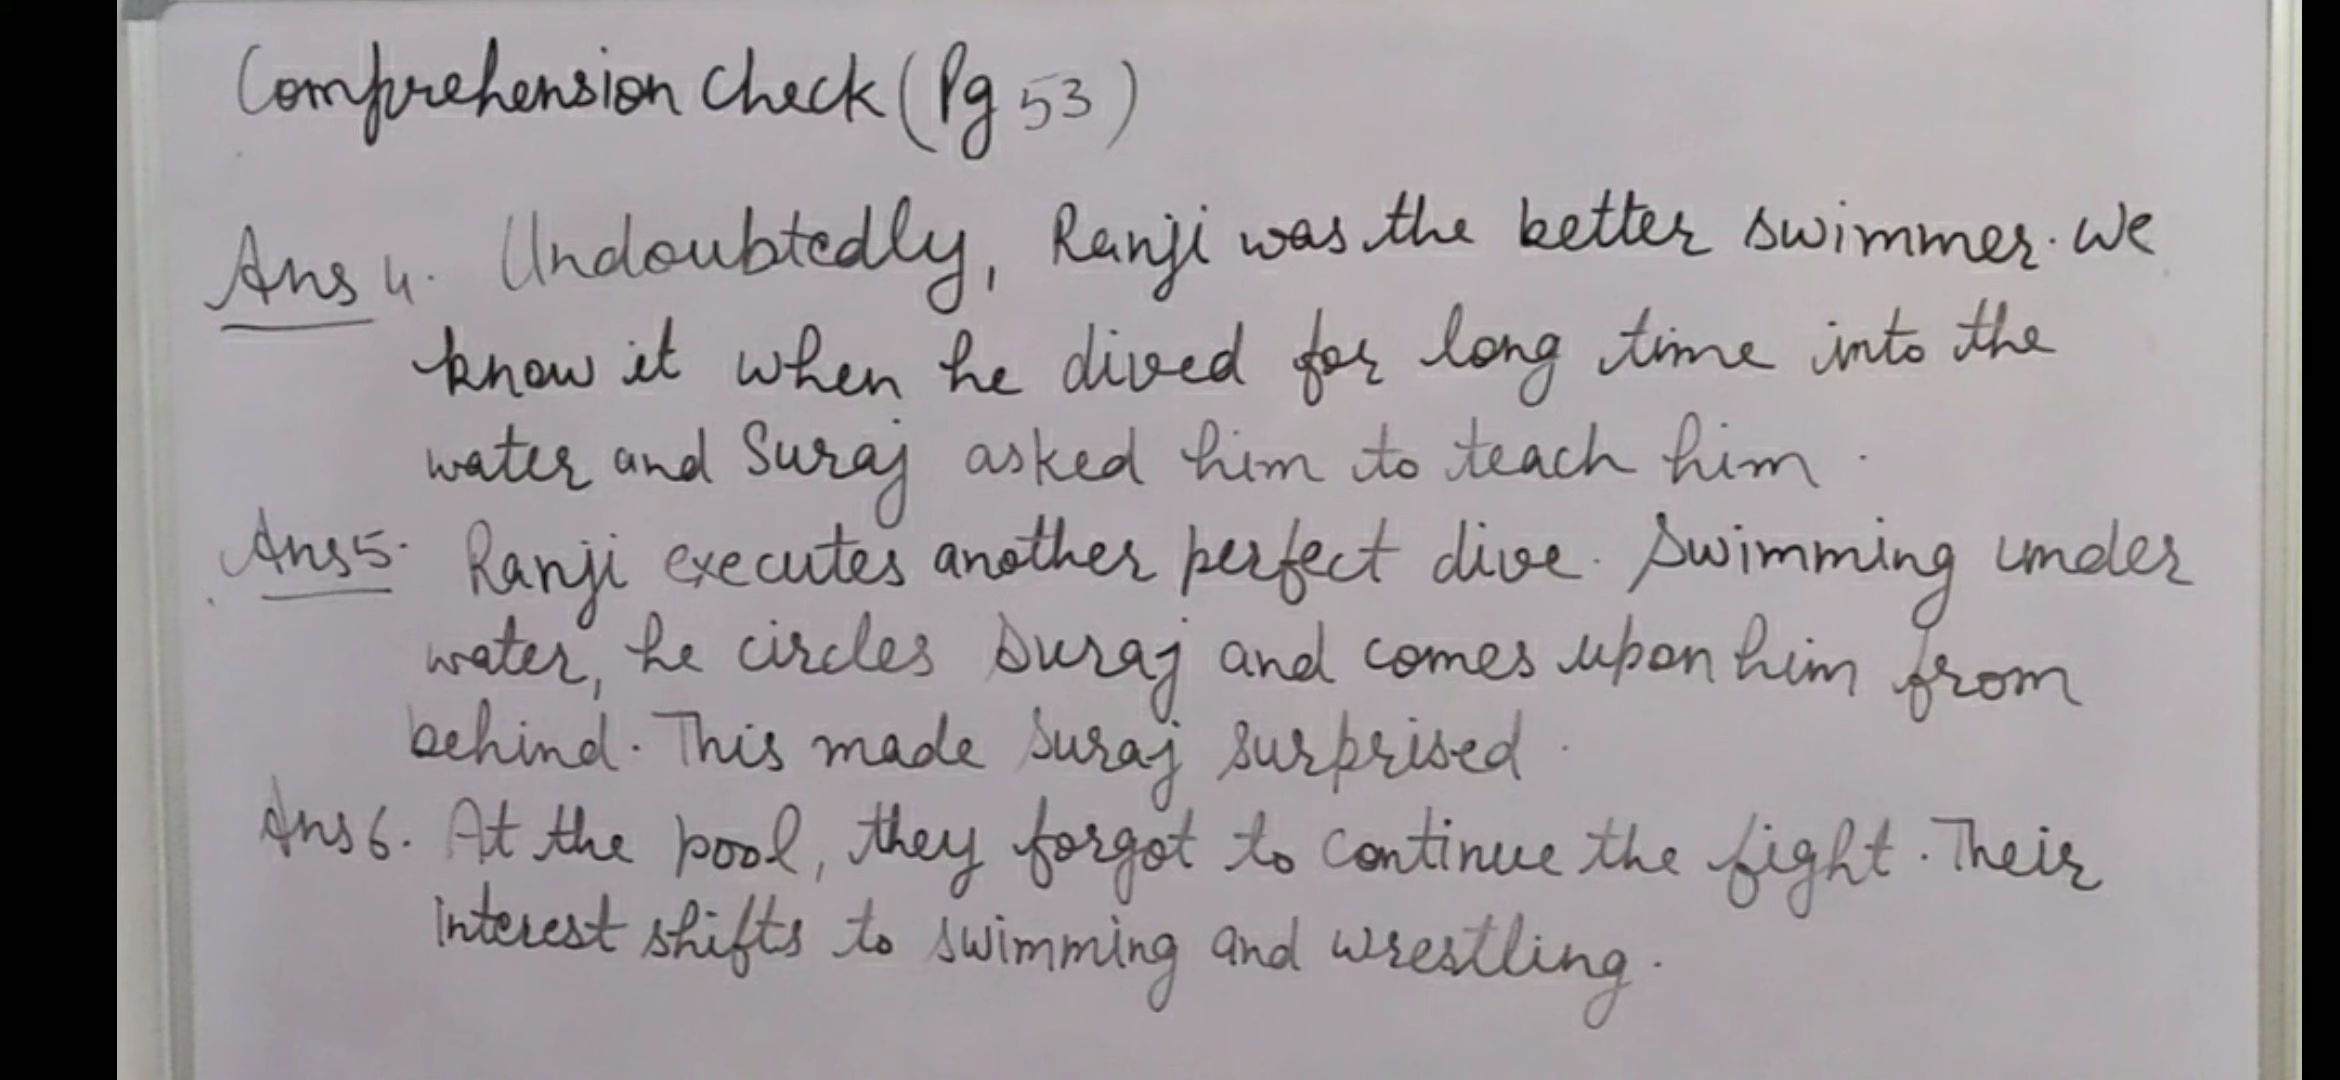 Comprehension Check (Pg 53)
Ans 4. Undoubtedly, Ranji was the better swimmer. We
know it when he dived for long time into the
water and Suraj asked him to teach him.
Ans 5. Ranji executes another perfect dive. Swimming under
water, he circles Suraj and comes upon him from
behind. This made Suraj surprised.
Ans 6. At the pool, they forgot to continue the fight. Their
interest shifts to swimming and wrestling.